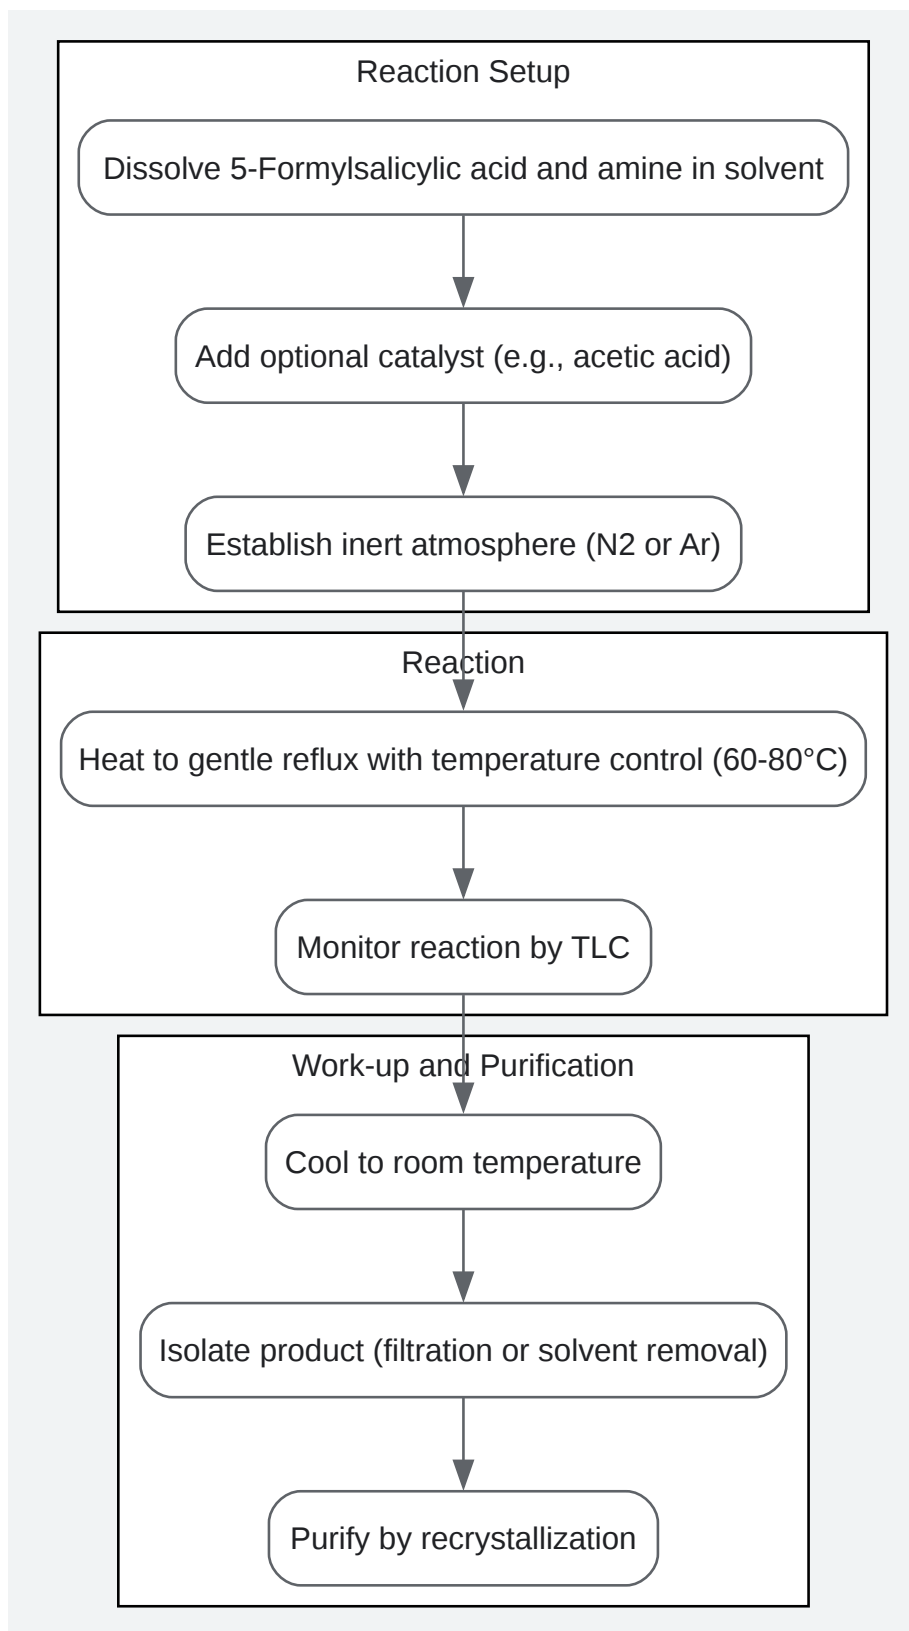 Reaction Setup
Dissolve 5-Formylsalicylic acid and amine in solvent
Add optional catalyst (e.g., acetic acid)
Establish inert atmosphere (N2 or Ar)
Reaction
Heat to gentle reflux with temperature control (60-80°C)
Monitor reaction by TLC
Work-up and Purification
Cool to room temperature
Isolate product (filtration or solvent removal)
Purify by recrystallization